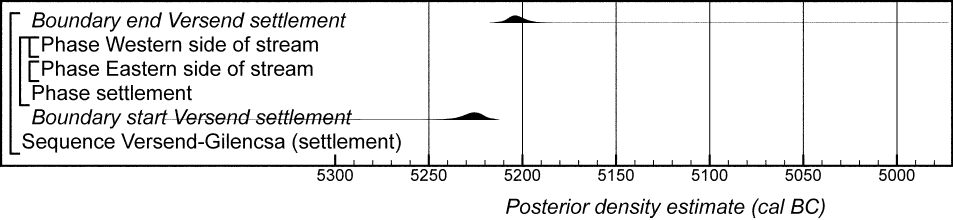 Boundary end Versend settlement
Phase Western side of stream
Phase Eastern side of stream
Phase settlement
Boundary start Versend settlement
Sequence Versend-Gilencsa (settlement)
5300 5250 5200 5150 5100 5050 5000
Posterior density estimate (cal BC)